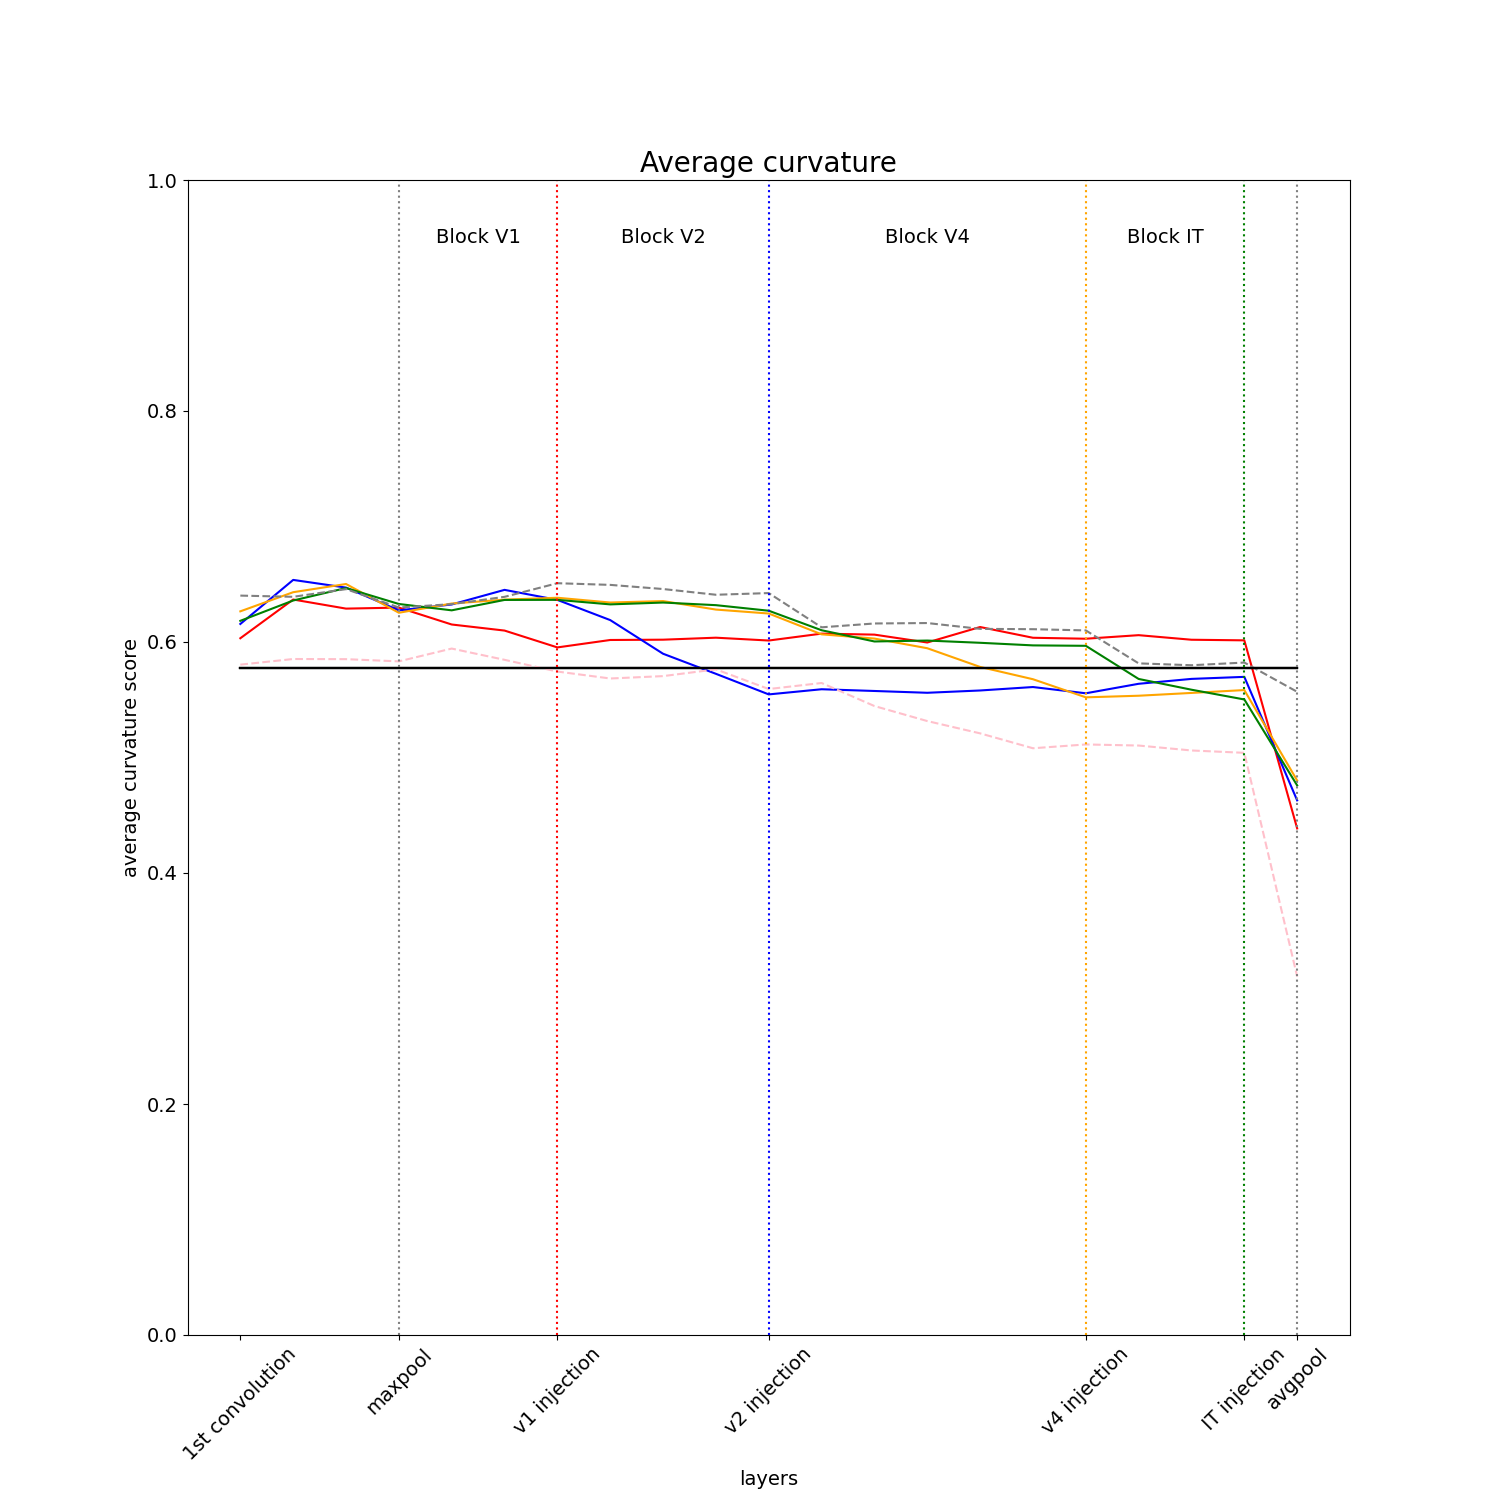 Average curvature
1.0
Block V1 Block V2 Block V4 Block IT
0.8
0.6
average curvature score
0.4
0.2
0.0
1st convolution maxpool v1 injection v2 injection v4 injection IT injection avgpool
layers